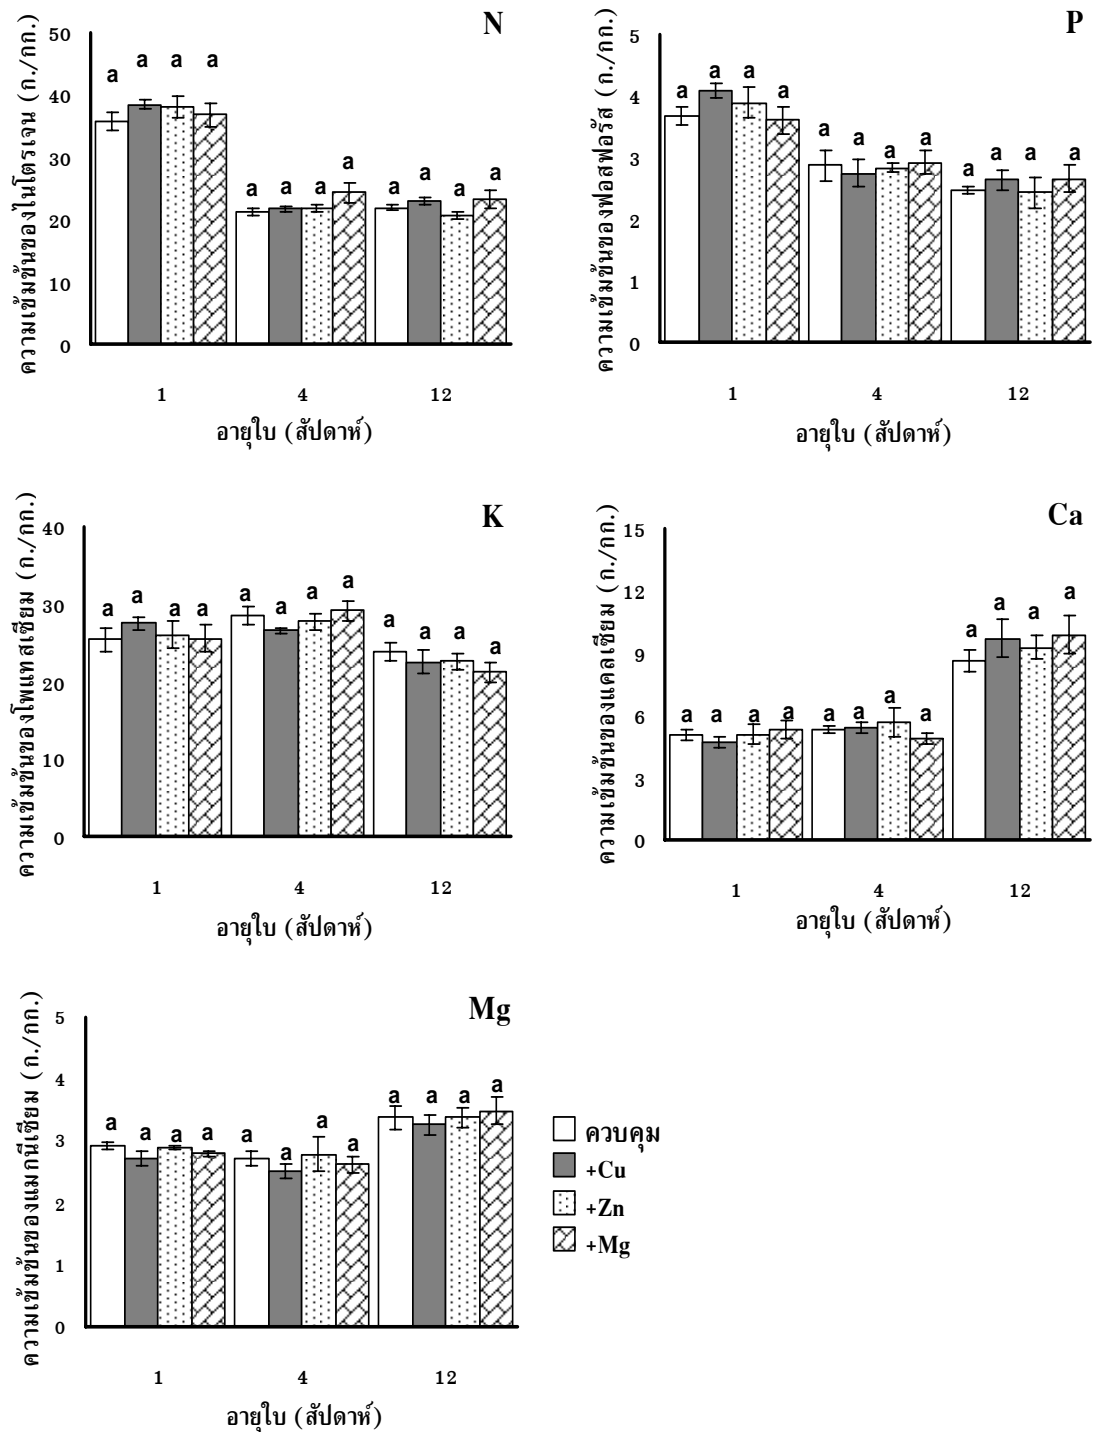 N
ความเข้มข้นของไนโตรเจน (ก./กก.)
50
40
30
20
10
0
a a a a
a a a a
a a a a
1 4 12
อายุใบ (สัปดาห์)
P
ความเข้มข้นของฟอสฟอรัส (ก./กก.)
5
4
3
2
1
0
a a a a
a a a a
a a a a
1 4 12
อายุใบ (สัปดาห์)
K
ความเข้มข้นของโพแทสเซียม (ก./กก.)
40
30
20
10
0
a a a a
a a a a
a a a a
1 4 12
อายุใบ (สัปดาห์)
Ca
ความเข้มข้นของแคลเซียม (ก./กก.)
15
12
9
6
3
0
a a a a
a a a a
a a a a
1 4 12
อายุใบ (สัปดาห์)
Mg
ความเข้มข้นของแมกนีเซียม (ก./กก.)
5
4
3
2
1
0
a a a a
a a a a
a a a a
1 4 12
อายุใบ (สัปดาห์)
ควบคุม
+Cu
+Zn
+Mg